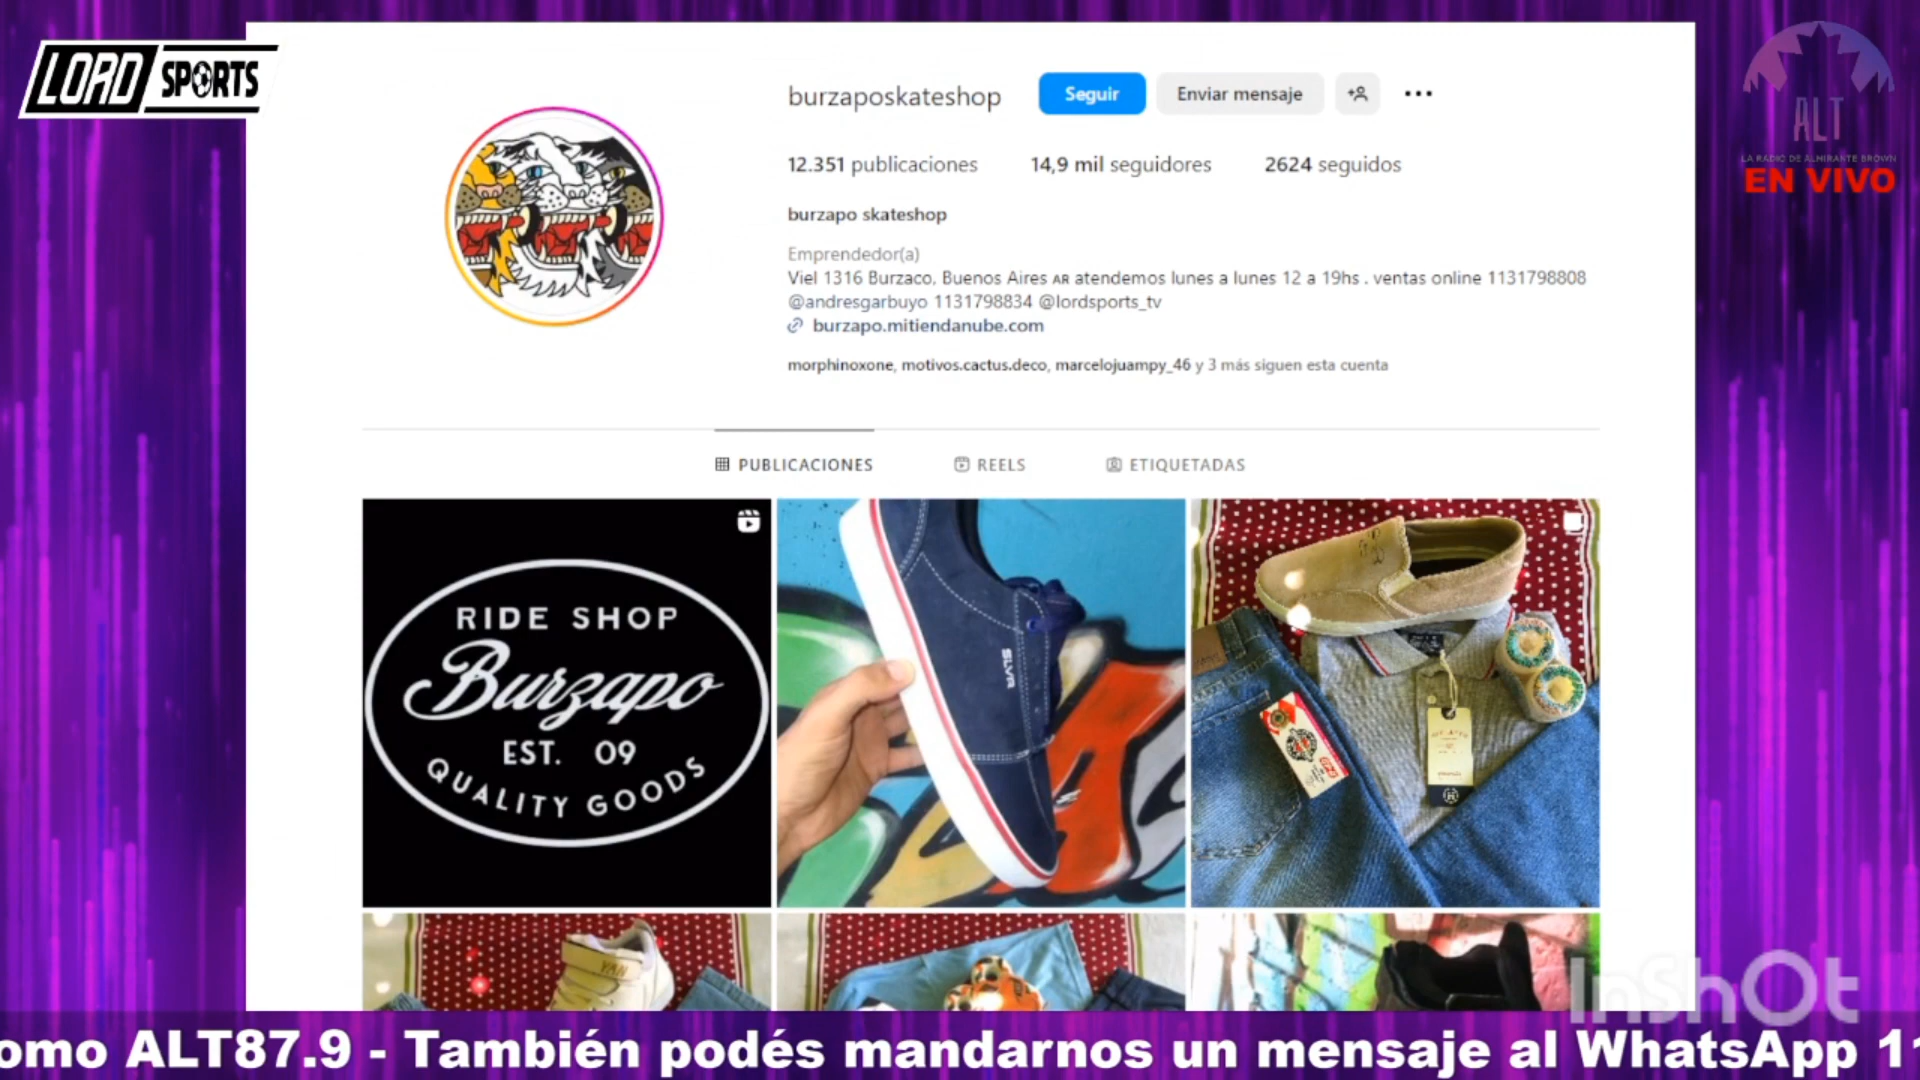 LORD SPORTS
ALT
LA RADIO DE ALMIRANTE BROWN
EN VIVO
burzaposkateshop
Seguir
Enviar mensaje
12.351 publicaciones
14,9 mil seguidores
2624 seguidos
burzapo skateshop
Emprendedor(a)
Viel 1316 Burzaco, Buenos Aires AR atendemos lunes a lunes 12 a 19hs . ventas online 1131798808
@andresgarbuyo 1131798834 @lordsports_tv
burzapo.mitiendanube.com
morphinoxone, motivos.cactus.deco, marcelojuampy_46 y 3 más siguen esta cuenta
PUBLICACIONES
REELS
ETIQUETADAS
RIDE SHOP
Burzapo
EST. 09
QUALITY GOODS
SLVR
VAN
InShOt
omo ALT87.9 - También podés mandarnos un mensaje al WhatsApp 11